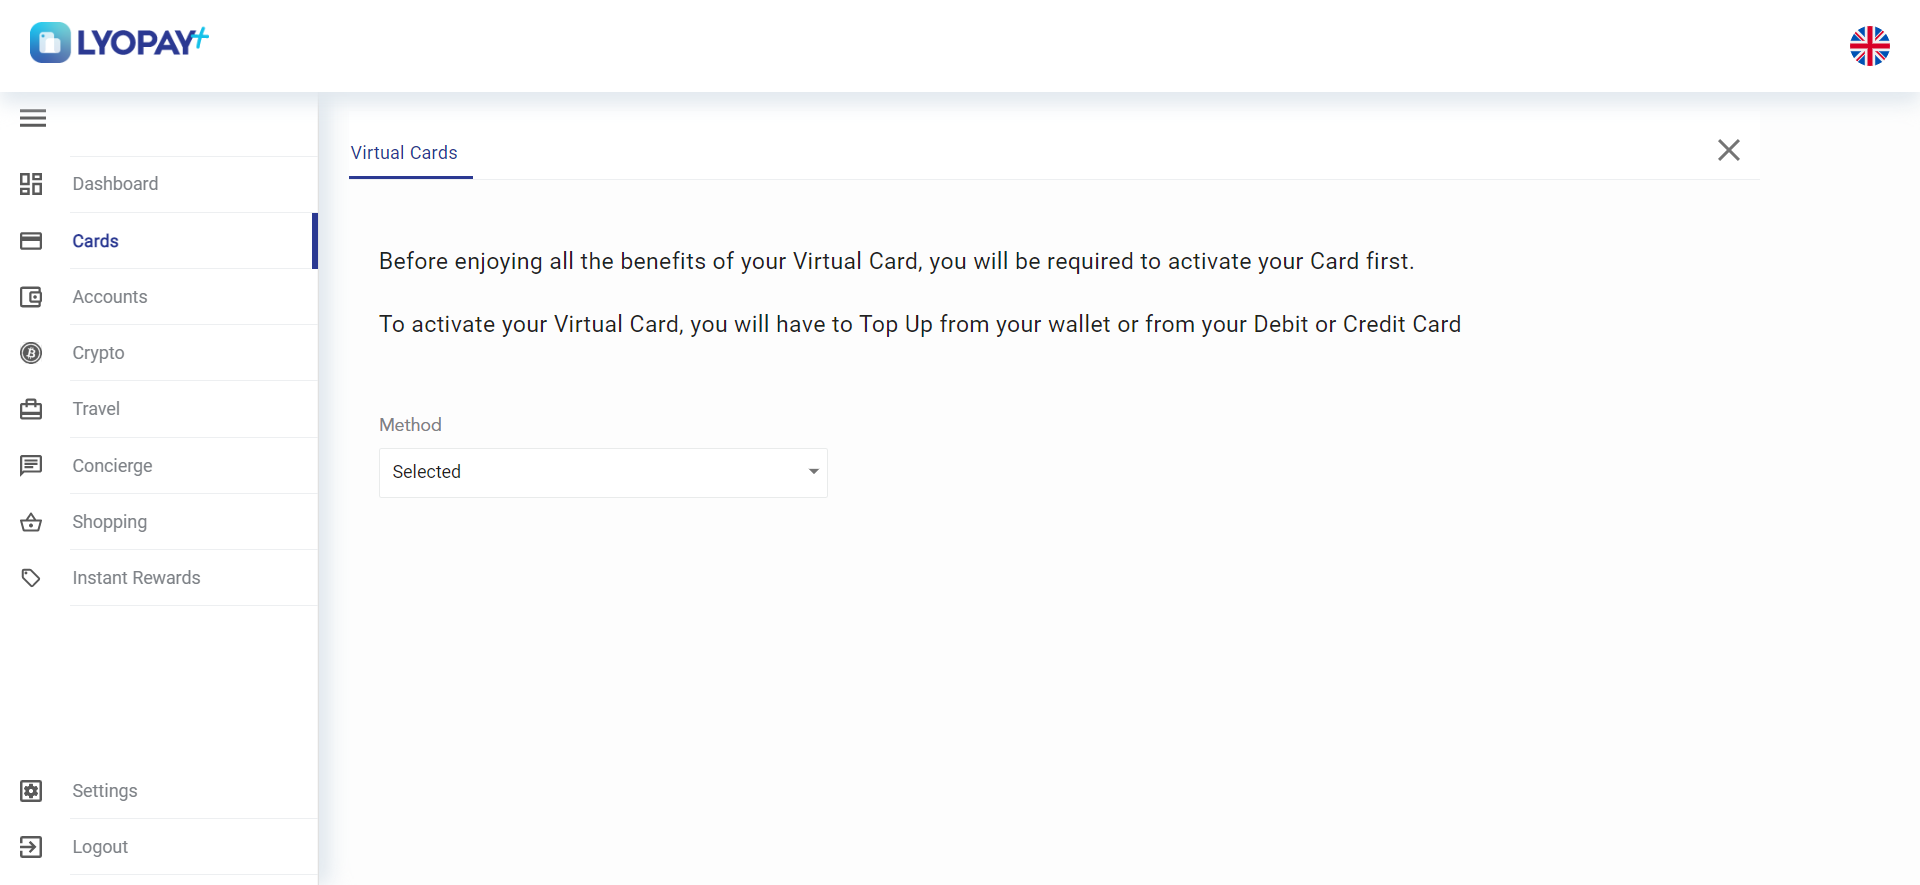 LYOPAY+
Virtual Cards
Dashboard
Cards
Accounts
Crypto
Travel
Concierge
Shopping
Instant Rewards
Settings
Logout
Before enjoying all the benefits of your Virtual Card, you will be required to activate your Card first.
To activate your Virtual Card, you will have to Top Up from your wallet or from your Debit or Credit Card
Method
Selected